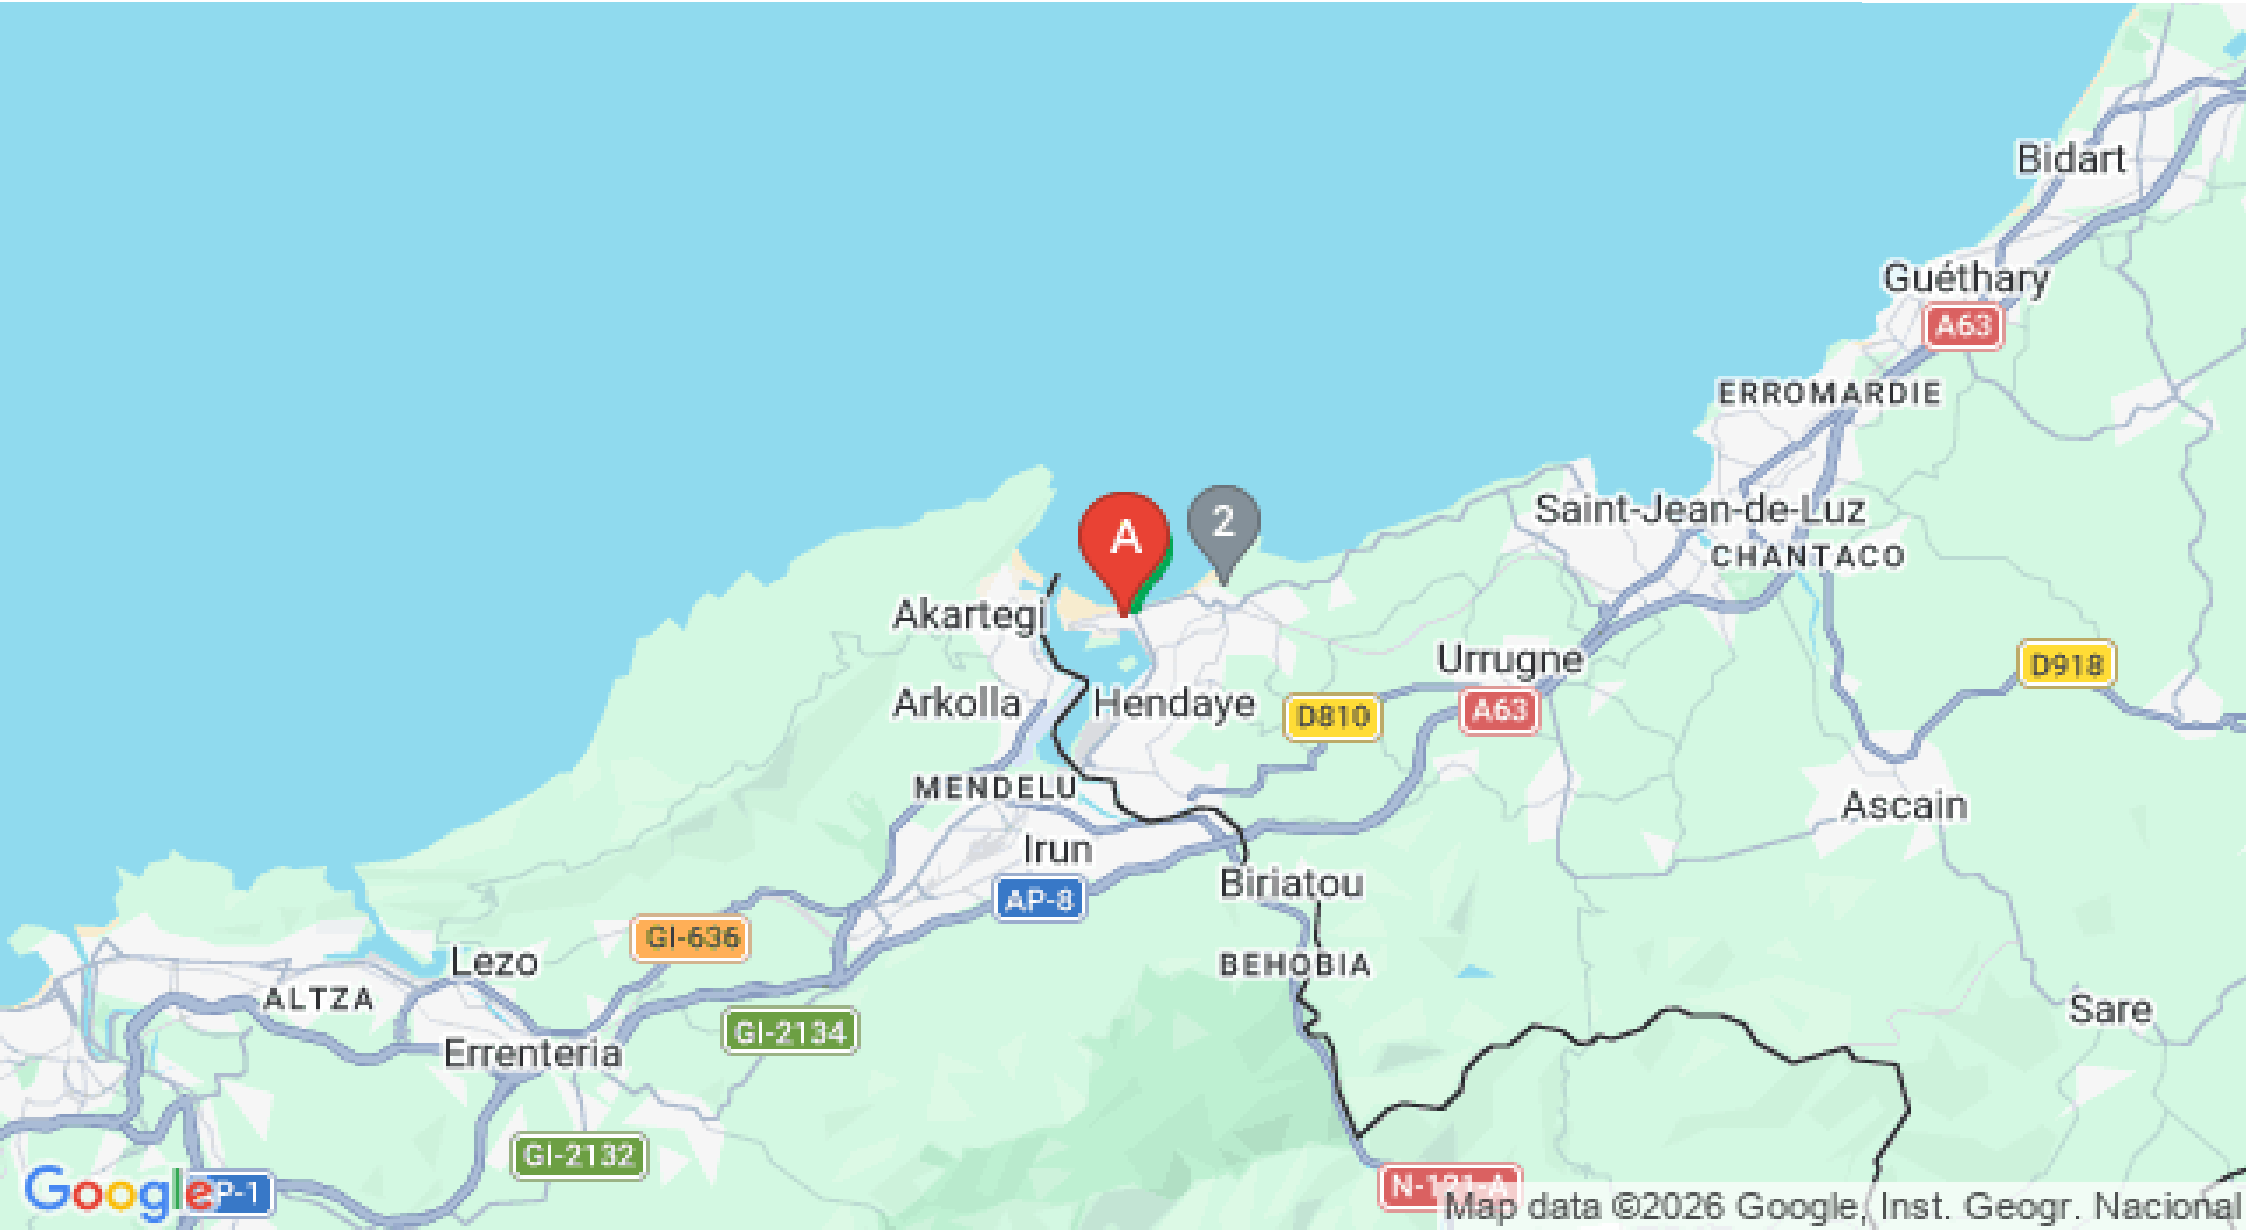 Bidart
Guéthary
A63
ERROMARDIE
A
2
Saint-Jean-de-Luz
CHANTACO
Akartegi
Urrugne
D918
Arkolla
Hendaye
D810
A63
MENDELU
Ascain
Irun
Biriatou
AP-8
GI-636
Lezo
BEHOBIA
ALTZA
Sare
GI-2134
Errenteria
GI-2132
Google
P-1
N-121-A
Map data ©2026 Google, Inst. Geogr. Nacional